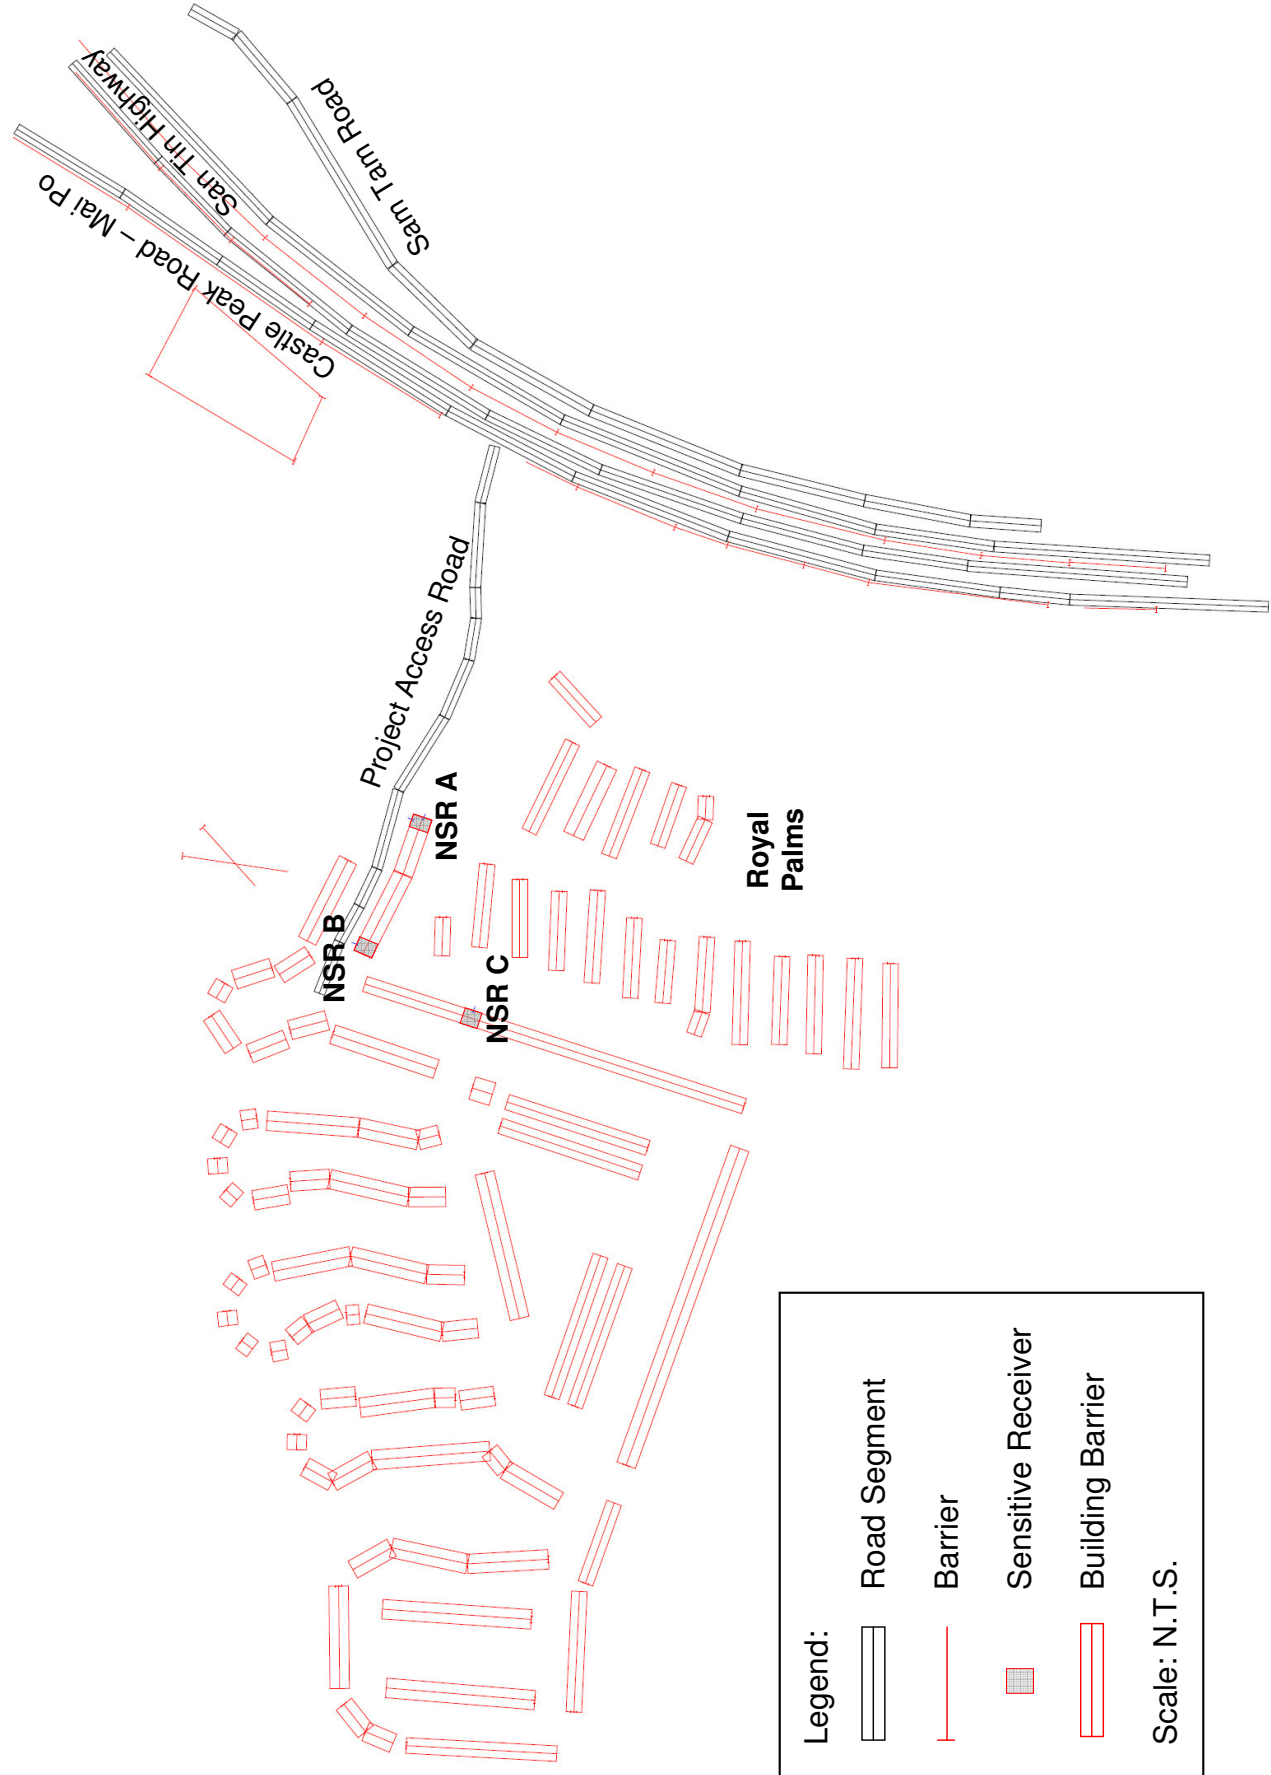 San Tin Highway
Sam Tam Road
Castle Peak Road – Mai Po
Project Access Road
NSR A
NSR B
NSR C
Royal
Palms
Legend:
Road Segment
Barrier
Sensitive Receiver
Building Barrier
Scale: N.T.S.